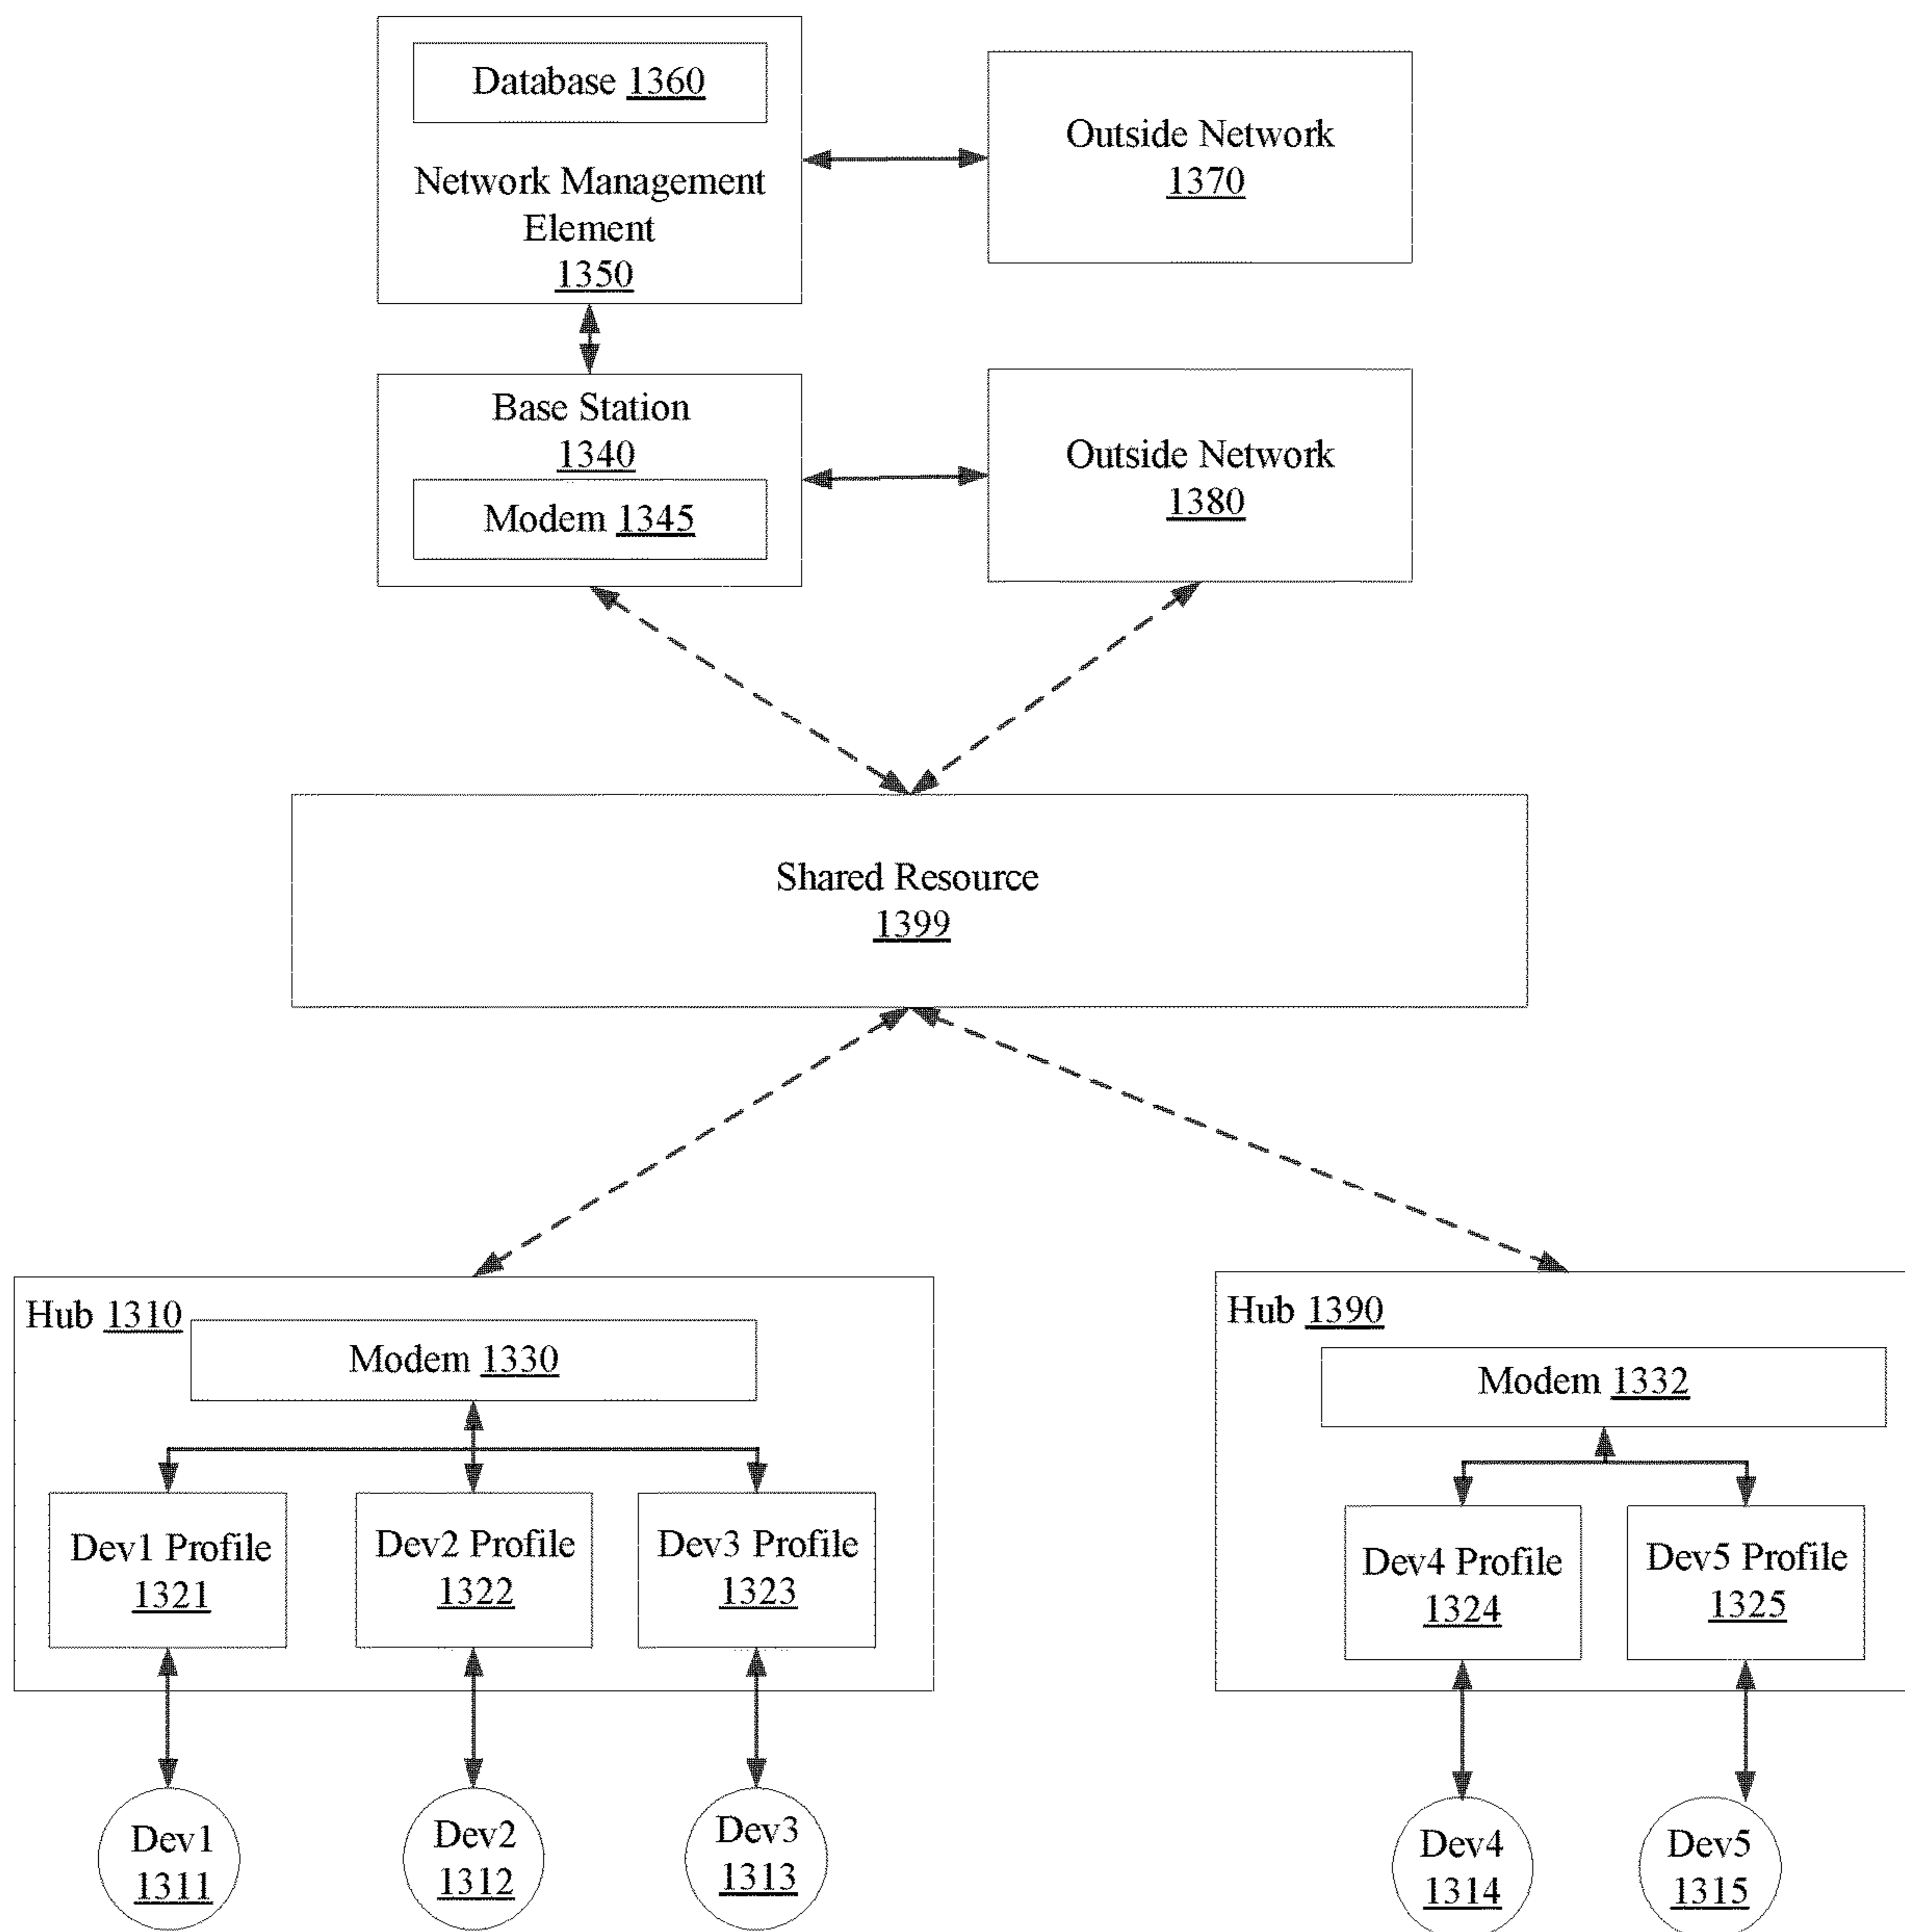 Database 1360
Network Management
Element
1350
Outside Network
1370
Base Station
1340
Modem 1345
Outside Network
1380
Shared Resource
1399
Hub 1310
Modem 1330
Dev1 Profile
1321
Dev2 Profile
1322
Dev3 Profile
1323
Dev1
1311
Dev2
1312
Dev3
1313
Hub 1390
Modem 1332
Dev4 Profile
1324
Dev5 Profile
1325
Dev4
1314
Dev5
1315